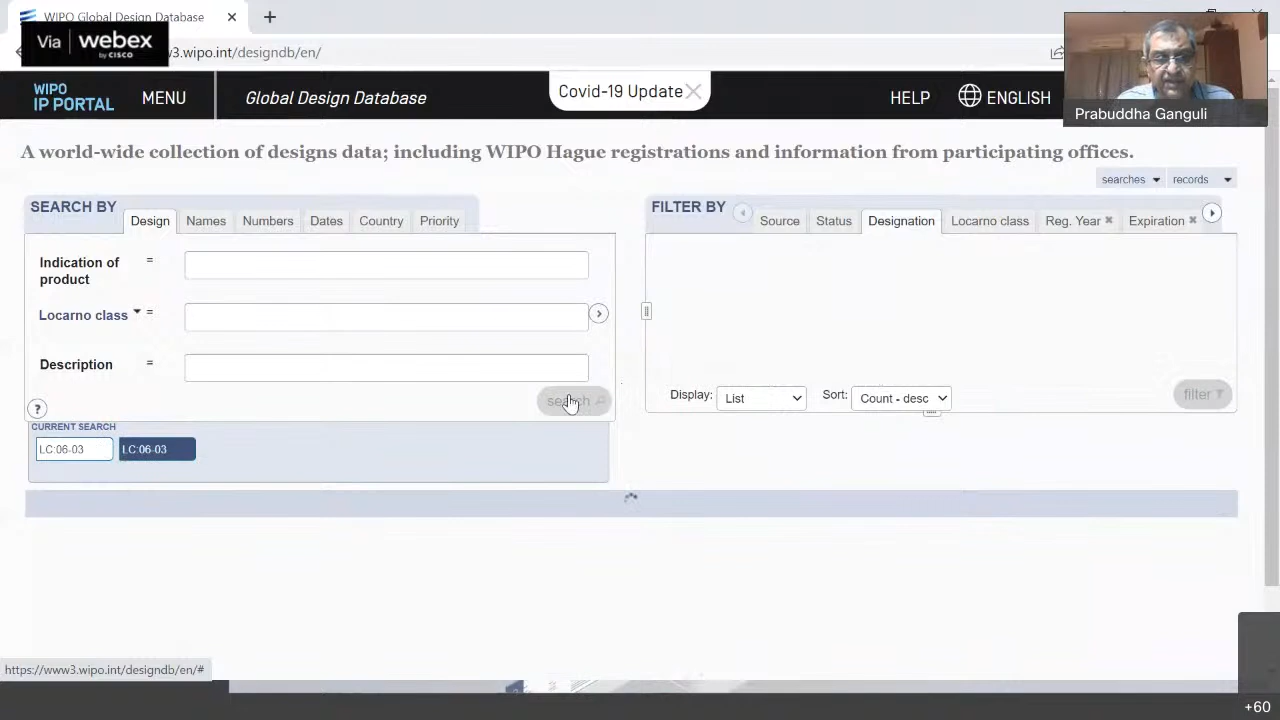 WIPO Global Design Database
Via webex
by CISCO
w3.wipo.int/designdb/en/
WIPO
IP PORTAL
MENU
Global Design Database
Covid-19 Update
HELP
ENGLISH
Prabuddha Ganguli
A world-wide collection of designs data; including WIPO Hague registrations and information from participating offices.
searches
records
SEARCH BY
Design
Names
Numbers
Dates
Country
Priority
FILTER BY
Source
Status
Designation
Locarno class
Reg. Year
Expiration
Indication of
product
=
Locarno class
=
Description
=
search
?
Display:
List
Sort:
Count - desc
filter
CURRENT SEARCH
LC:06-03
LC:06-03
https://www3.wipo.int/designdb/en/#
+60